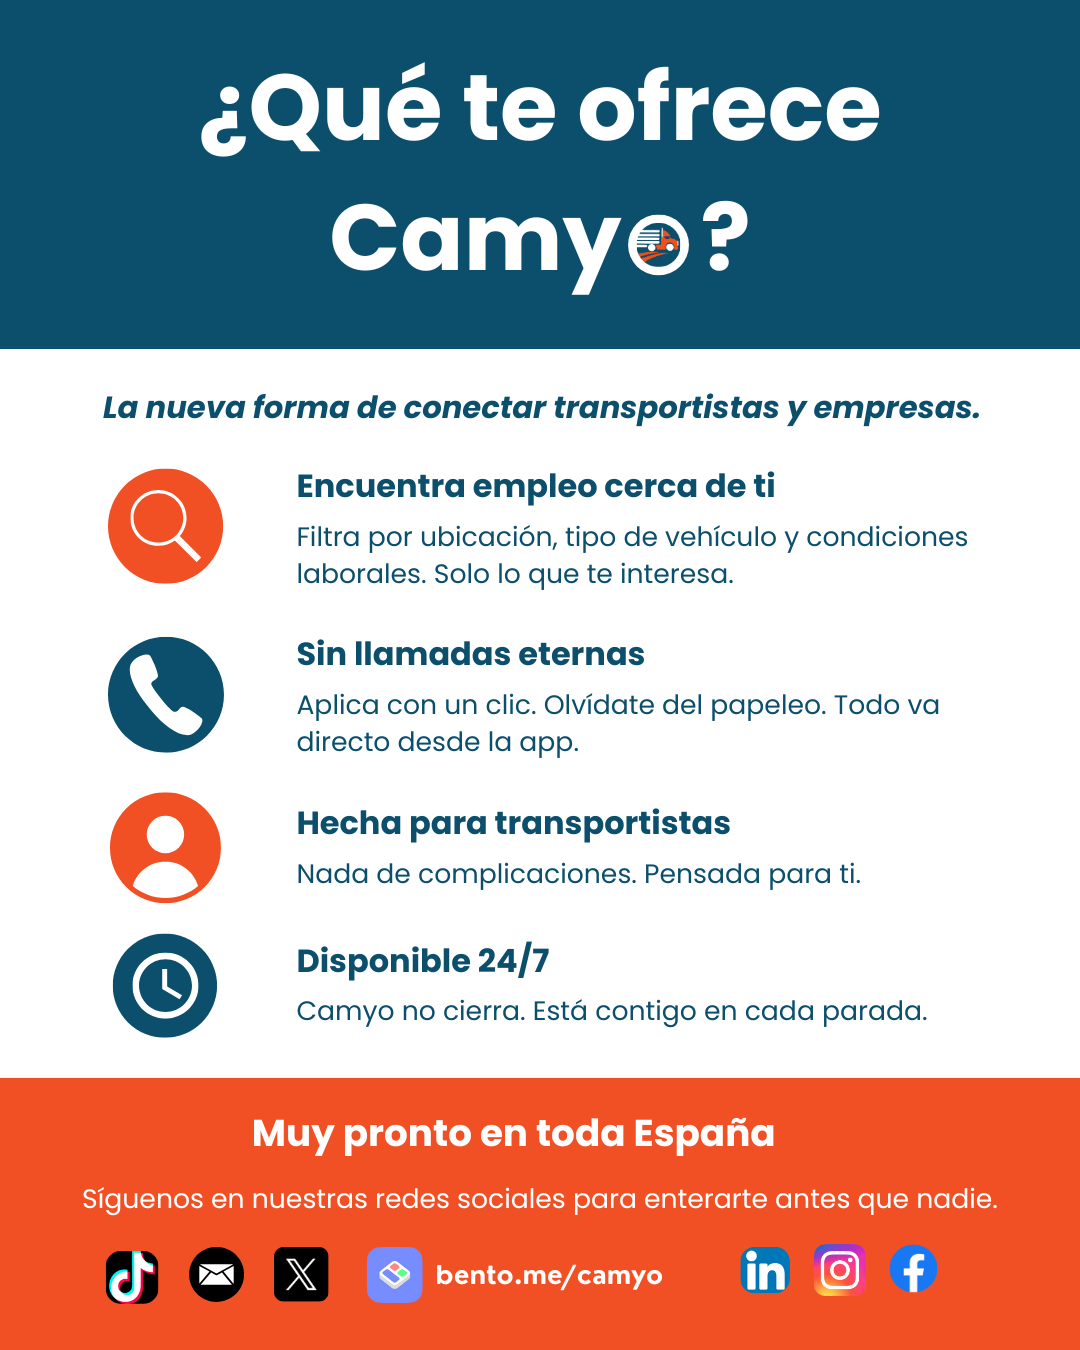 ¿Qué te ofrece
Camyo?
La nueva forma de conectar transportistas y empresas.
Encuentra empleo cerca de ti
Filtra por ubicación, tipo de vehículo y condiciones
laborales. Solo lo que te interesa.
Sin llamadas eternas
Aplica con un clic. Olvídate del papeleo. Todo va
directo desde la app.
Hecha para transportistas
Nada de complicaciones. Pensada para ti.
Disponible 24/7
Camyo no cierra. Está contigo en cada parada.
Muy pronto en toda España
Síguenos en nuestras redes sociales para enterarte antes que nadie.
bento.me/camyo
in